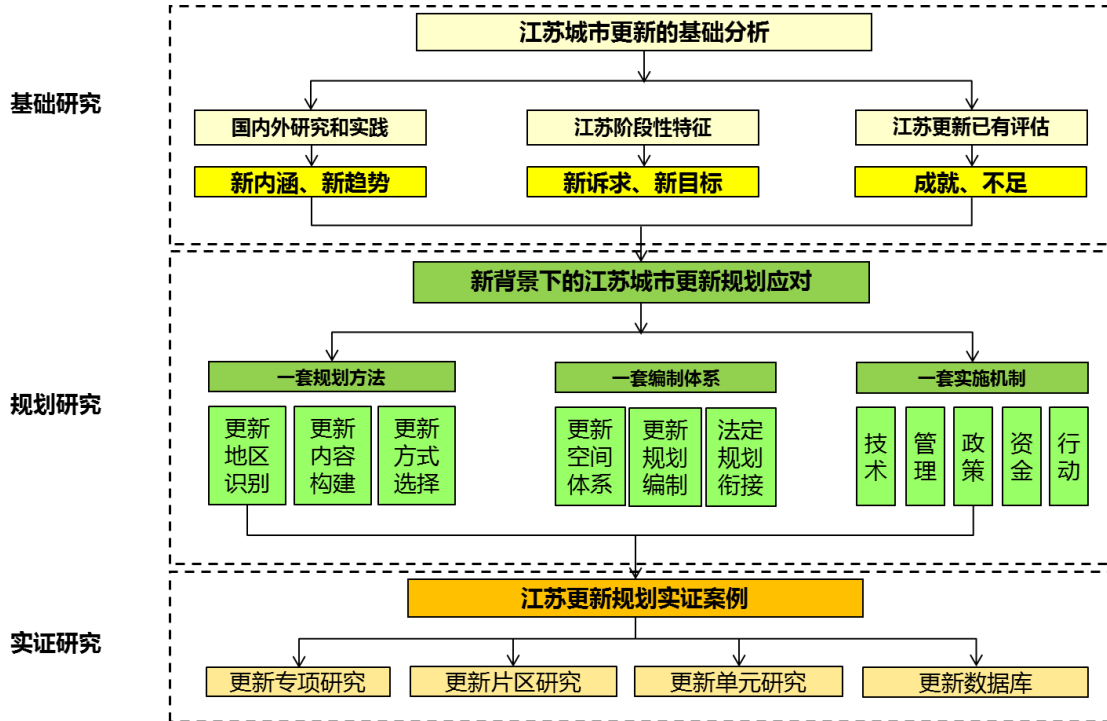 江苏城市更新的基础分析
基础研究
国内外研究和实践
江苏阶段性特征
江苏更新已有评估
新内涵、新趋势
新诉求、新目标
成就、不足
新背景下的江苏城市更新规划应对
规划研究
一套规划方法
一套编制体系
一套实施机制
更新
地区
识别
更新
内容
构建
更新
方式
选择
更新
空间
体系
更新
规划
编制
法定
规划
衔接
技
术
管
理
政
策
资
金
行
动
江苏更新规划实证案例
实证研究
更新专项研究
更新片区研究
更新单元研究
更新数据库